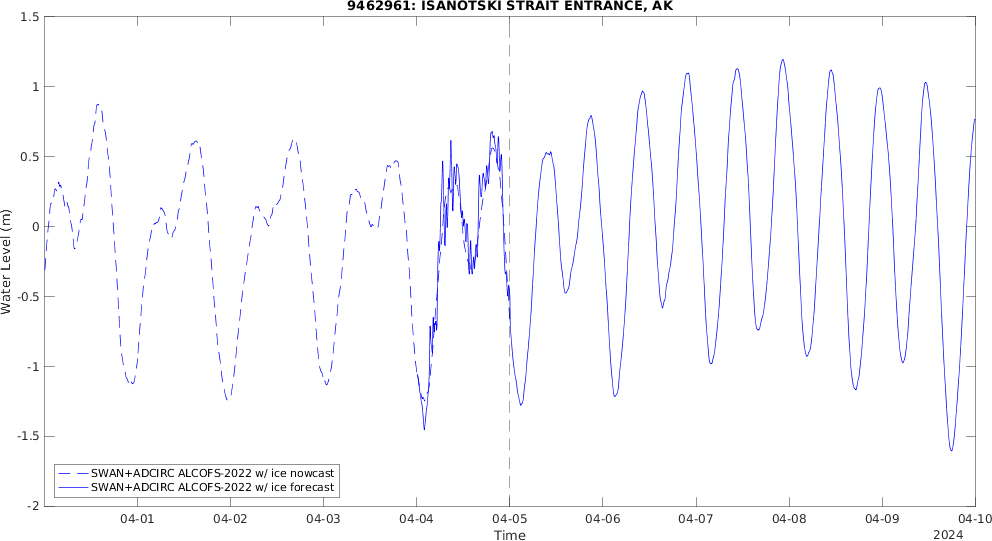 9462961: ISANOTSKI STRAIT ENTRANCE, AK
1.5
1
0.5
0
-0.5
-1
-1.5
-2
Water Level (m)
SWAN+ADCIRC ALCOFS-2022 w/ ice nowcast
SWAN+ADCIRC ALCOFS-2022 w/ ice forecast
04-01 04-02 04-03 04-04 04-05 04-06 04-07 04-08 04-09 04-10
Time
2024